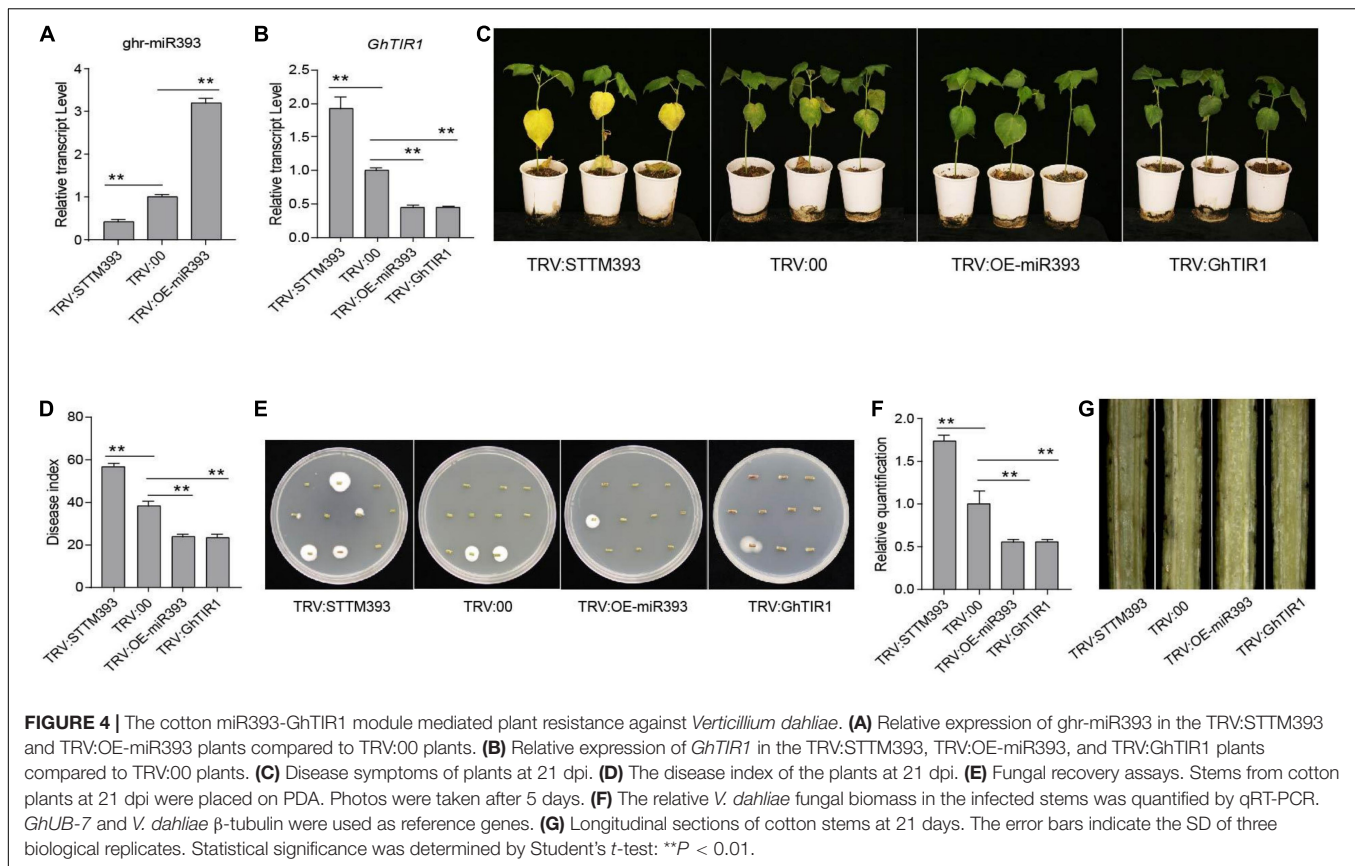 A
ghr-miR393
Relative transcript Level
4
3
2
1
0
**
**
TRV:STTM393
TRV:00
TRV:OE-miR393
B
GhTIR1
Relative transcript Level
2.5
2.0
1.5
1.0
0.5
0.0
**
**
**
TRV:STTM393
TRV:00
TRV:OE-miR393
TRV:GhTIR1
C
TRV:STTM393
TRV:00
TRV:OE-miR393
TRV:GhTIR1
D
Disease index
80
60
40
20
0
**
**
**
TRV:STTM393
TRV:00
TRV:OE-miR393
TRV:GhTIR1
E
TRV:STTM393
TRV:00
TRV:OE-miR393
TRV:GhTIR1
F
Relative quantification
2.0
1.5
1.0
0.5
0.0
**
**
**
TRV:STTM393
TRV:00
TRV:OE-miR393
TRV:GhTIR1
G
TRV:STTM393
TRV:00
TRV:OE-miR393
TRV:GhTIR1
FIGURE 4 | The cotton miR393-GhTIR1 module mediated plant resistance against Verticillium dahliae. (A) Relative expression of ghr-miR393 in the TRV:STTM393
and TRV:OE-miR393 plants compared to TRV:00 plants. (B) Relative expression of GhTIR1 in the TRV:STTM393, TRV:OE-miR393, and TRV:GhTIR1 plants
compared to TRV:00 plants. (C) Disease symptoms of plants at 21 dpi. (D) The disease index of the plants at 21 dpi. (E) Fungal recovery assays. Stems from cotton
plants at 21 dpi were placed on PDA. Photos were taken after 5 days. (F) The relative V. dahliae fungal biomass in the infected stems was quantified by qRT-PCR.
GhUB-7 and V. dahliae β-tubulin were used as reference genes. (G) Longitudinal sections of cotton stems at 21 days. The error bars indicate the SD of three
biological replicates. Statistical significance was determined by Student's t-test: **P < 0.01.